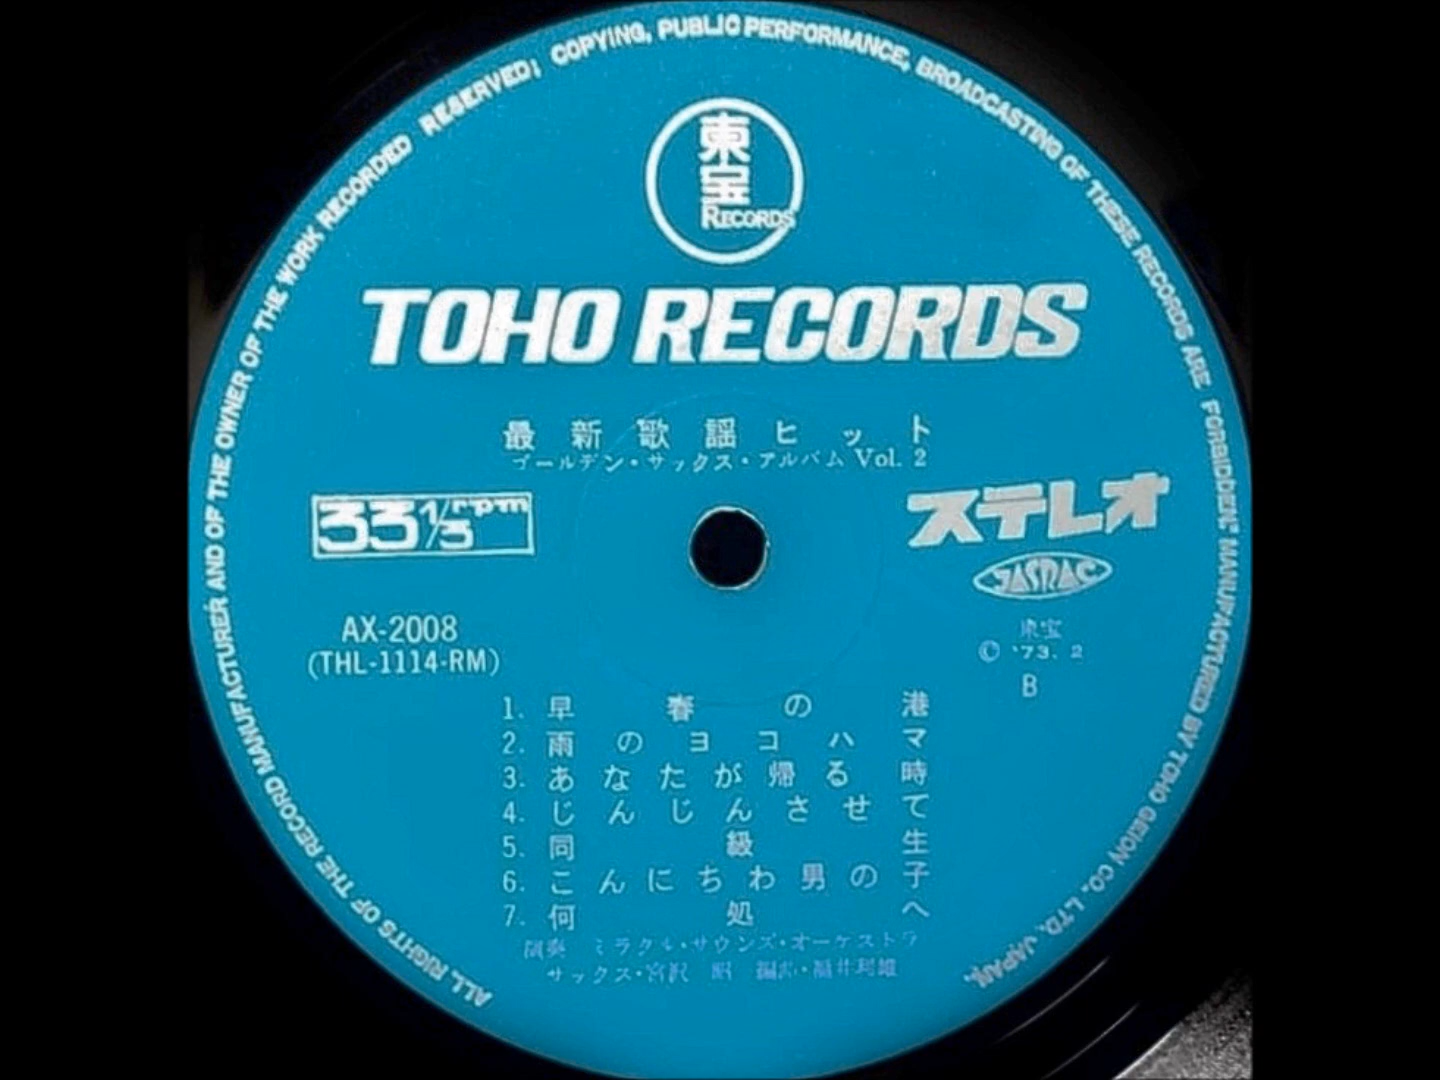 ALL RIGHTS OF THE RECORD MANUFACTURER AND OF THE OWNER OF THE WORK RECORDED RESERVED; COPYING, PUBLIC PERFORMANCE, BROADCASTING OF THESE RECORDS ARE FORBIDDEN" MANUFACTURED BY TOHO GEION CO., LTD. JAPAN.
東宝
RECORDS
TOHO RECORDS
最新歌謡ヒット
ゴールデン・サックス・アルバム Vol. 2
33 1/3 rpm
ステレオ
JASRAC
AX-2008
(THL-1114-RM)
東宝
© '73. 2
B
1. 早春の港
2. 雨のヨコハマ
3. あなたが帰る時
4. じんじんさせて
5. 同級生
6. こんにちわ男の子
7. 何処へ
演奏 ミラクル・サウンズ・オーケストラ
サックス・宮沢 昭 編曲・福井